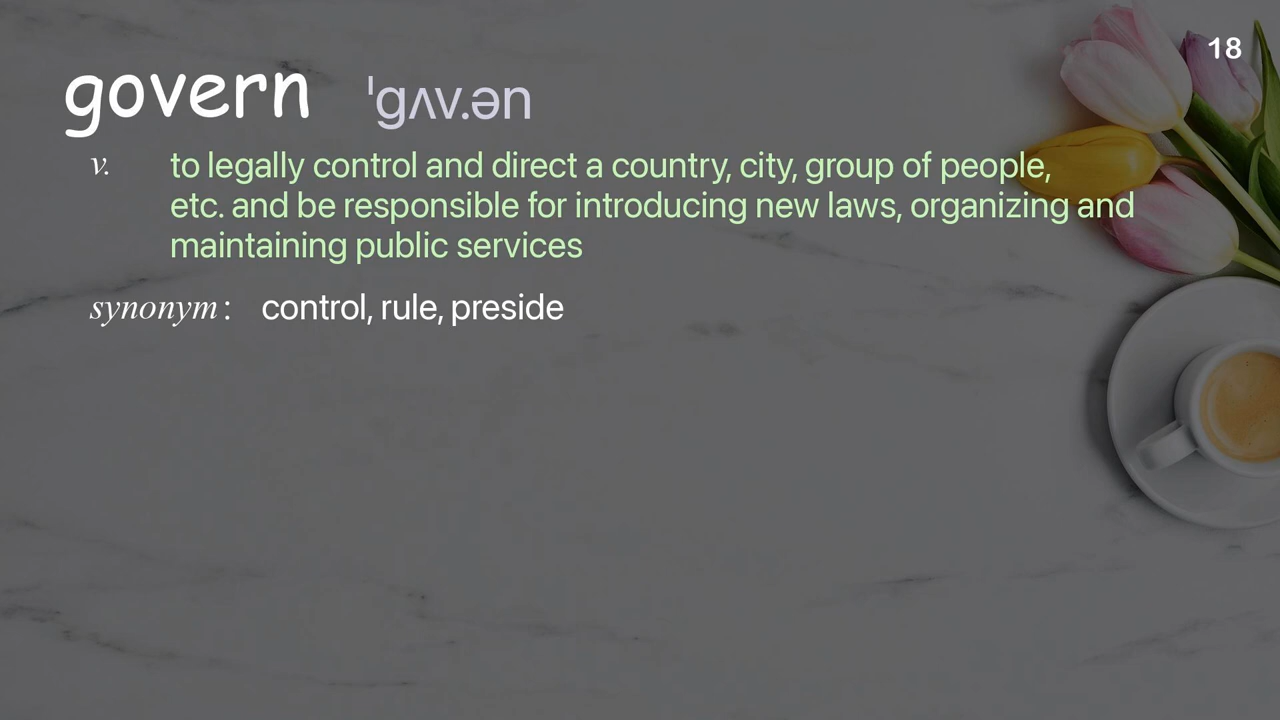 18
govern ˈgʌv.ən
v. to legally control and direct a country, city, group of people,
etc. and be responsible for introducing new laws, organizing and
maintaining public services
synonym: control, rule, preside